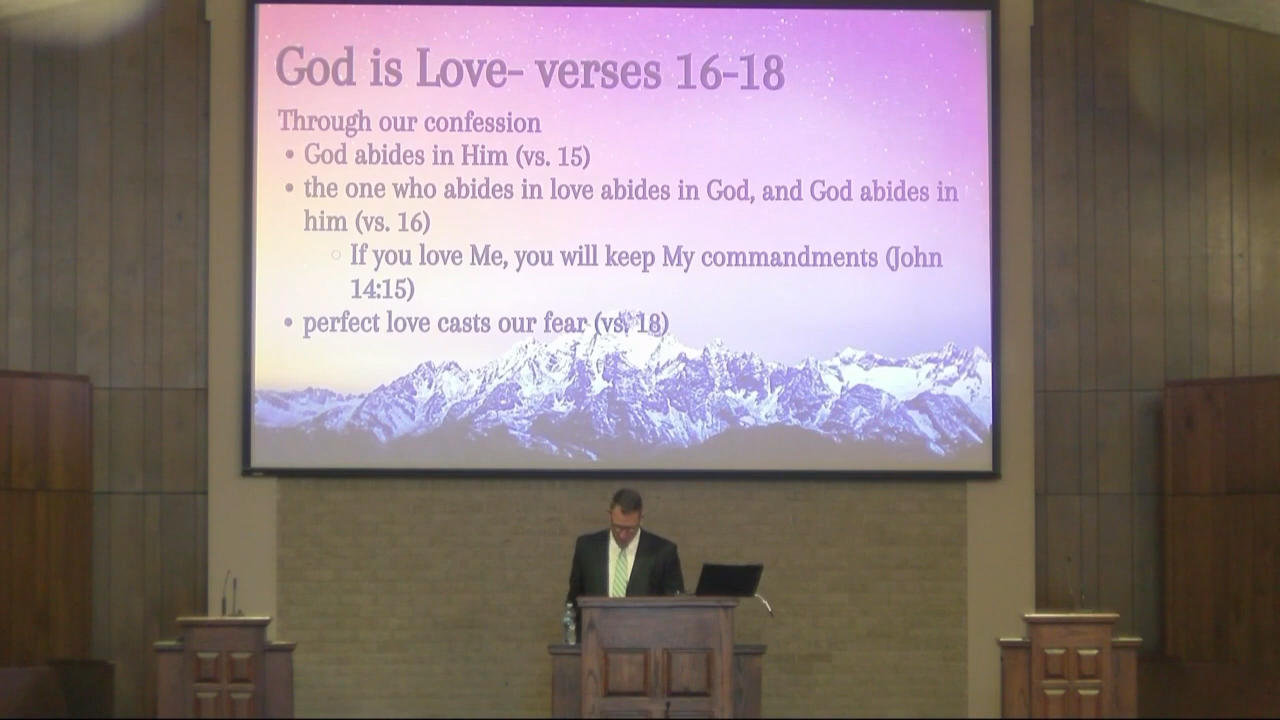 God is Love- verses 16-18
Through our confession
• God abides in Him (vs. 15)
• the one who abides in love abides in God, and God abides in
him (vs. 16)
○ If you love Me, you will keep My commandments (John
14:15)
• perfect love casts our fear (vs. 18)